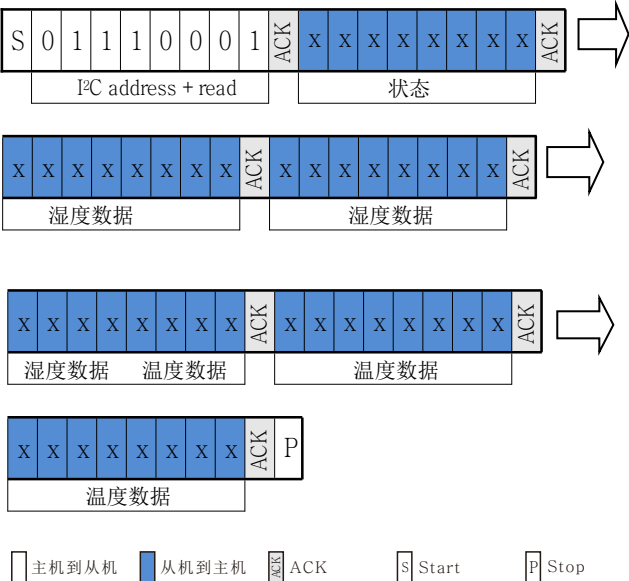 S 0 1 1 1 0 0 0 1 ACK X X X X X X X X ACK
I²C address + read 状态
X X X X X X X X ACK X X X X X X X X ACK
湿度数据 湿度数据
X X X X X X X X ACK X X X X X X X X ACK
湿度数据 温度数据 温度数据
X X X X X X X X ACK P
温度数据
主机到从机 从机到主机 ACK ACK S Start P Stop